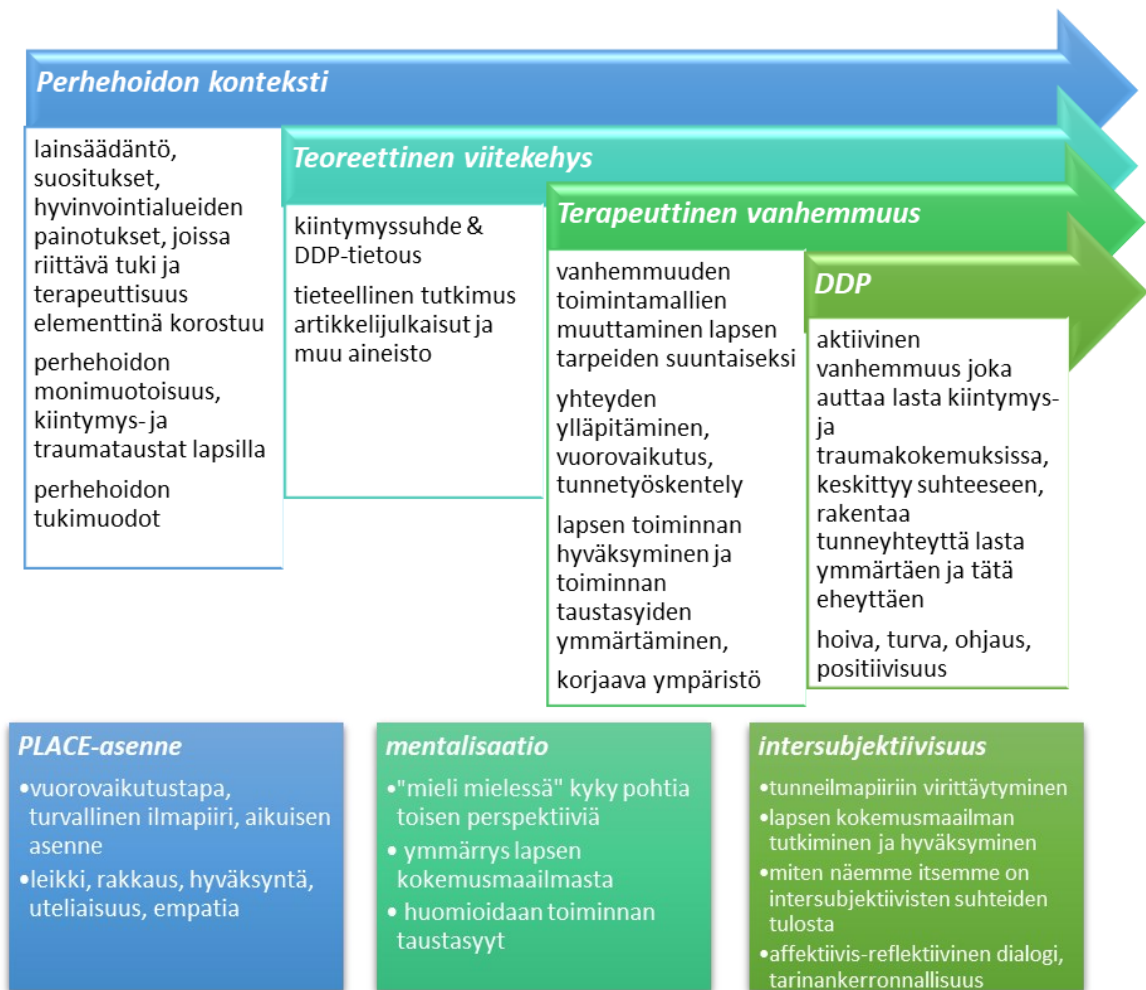 Perhehoidon konteksti
lainsäädäntö,
suositukset,
hyvinvointialueiden
painotukset, joissa
riittävä tuki ja
terapeuttisuus
elementtinä korostuu
perhehoidon
monimuotoisuus,
kiintymys- ja
traumataustat lapsilla
perhehoidon
tukimuodot
Teoreettinen viitekehys
kiintymyssuhde &
DDP-tietous
tieteellinen tutkimus
artikkelijulkaisut ja
muu aineisto
Terapeuttinen vanhemmuus
vanhemmuuden
toimintamallien
muuttaminen lapsen
tarpeiden suuntaiseksi
yhteyden
ylläpitäminen,
vuorovaikutus,
tunnetyöskentely
lapsen toiminnan
hyväksyminen ja
toiminnan
taustasyiden
ymmärtäminen,
korjaava ympäristö
DDP
aktiivinen
vanhemmuus joka
auttaa lasta kiintymys-
ja
traumakokemuksissa,
keskittyy suhteeseen,
rakentaa
tunneyhteyttä lasta
ymmärtäen ja tätä
eheyttäen
hoiva, turva, ohjaus,
positiivisuus
PLACE-asenne
•vuorovaikutustapa,
turvallinen ilmapiiri, aikuisen
asenne
•leikki, rakkaus, hyväksyntä,
uteliaisuus, empatia
mentalisaatio
•"mieli mielessä" kyky pohtia
toisen perspektiiviä
• ymmärrys lapsen
kokemusmaailmasta
• huomioidaan toiminnan
taustasyyt
intersubjektiivisuus
•tunneilmapiiriin virittäytyminen
•lapsen kokemusmaailman
tutkiminen ja hyväksyminen
•miten näemme itsemme on
intersubjektiivisten suhteiden
tulosta
•affektiivis-reflektiivinen dialogi,
tarinankerronnallisuus